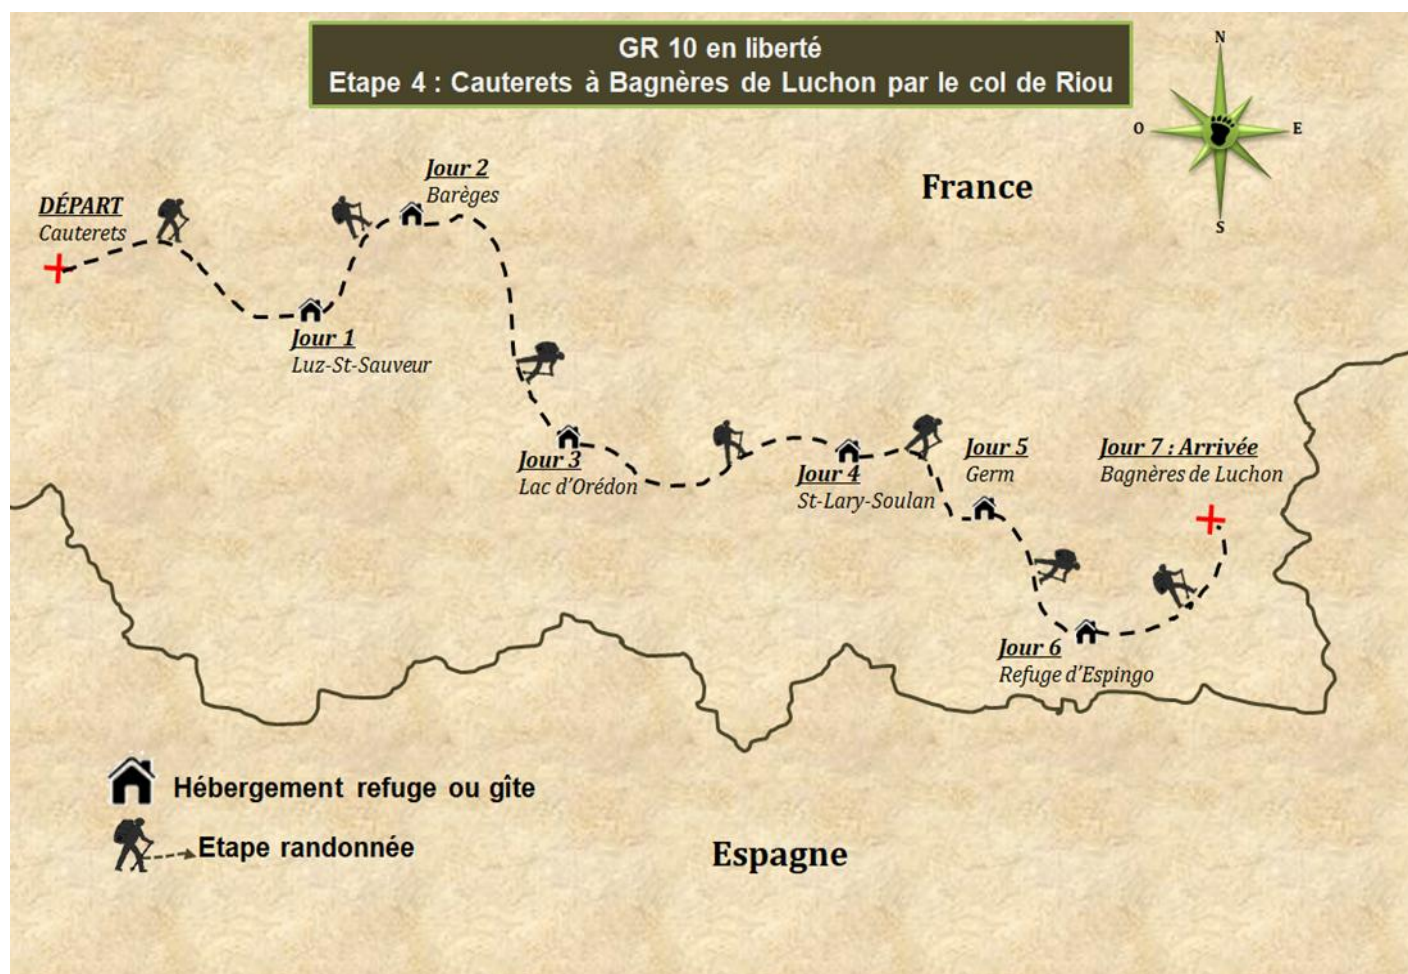 GR 10 en liberté
Etape 4 : Cauterets à Bagnères de Luchon par le col de Riou
N
O
E
S
France
DÉPART
Cauterets
Jour 2
Barèges
Jour 1
Luz-St-Sauveur
Jour 3
Lac d'Orédon
Jour 4
St-Lary-Soulan
Jour 5
Germ
Jour 7 : Arrivée
Bagnères de Luchon
Jour 6
Refuge d'Espingo
Hébergement refuge ou gîte
Etape randonnée
Espagne